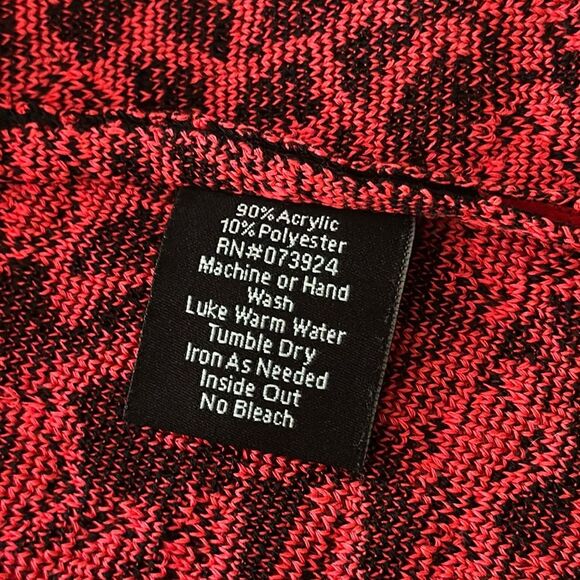 90% Acrylic
10% Polyester
RN#073924
Machine or Hand
Wash
Luke Warm Water
Tumble Dry
Iron As Needed
Inside Out
No Bleach